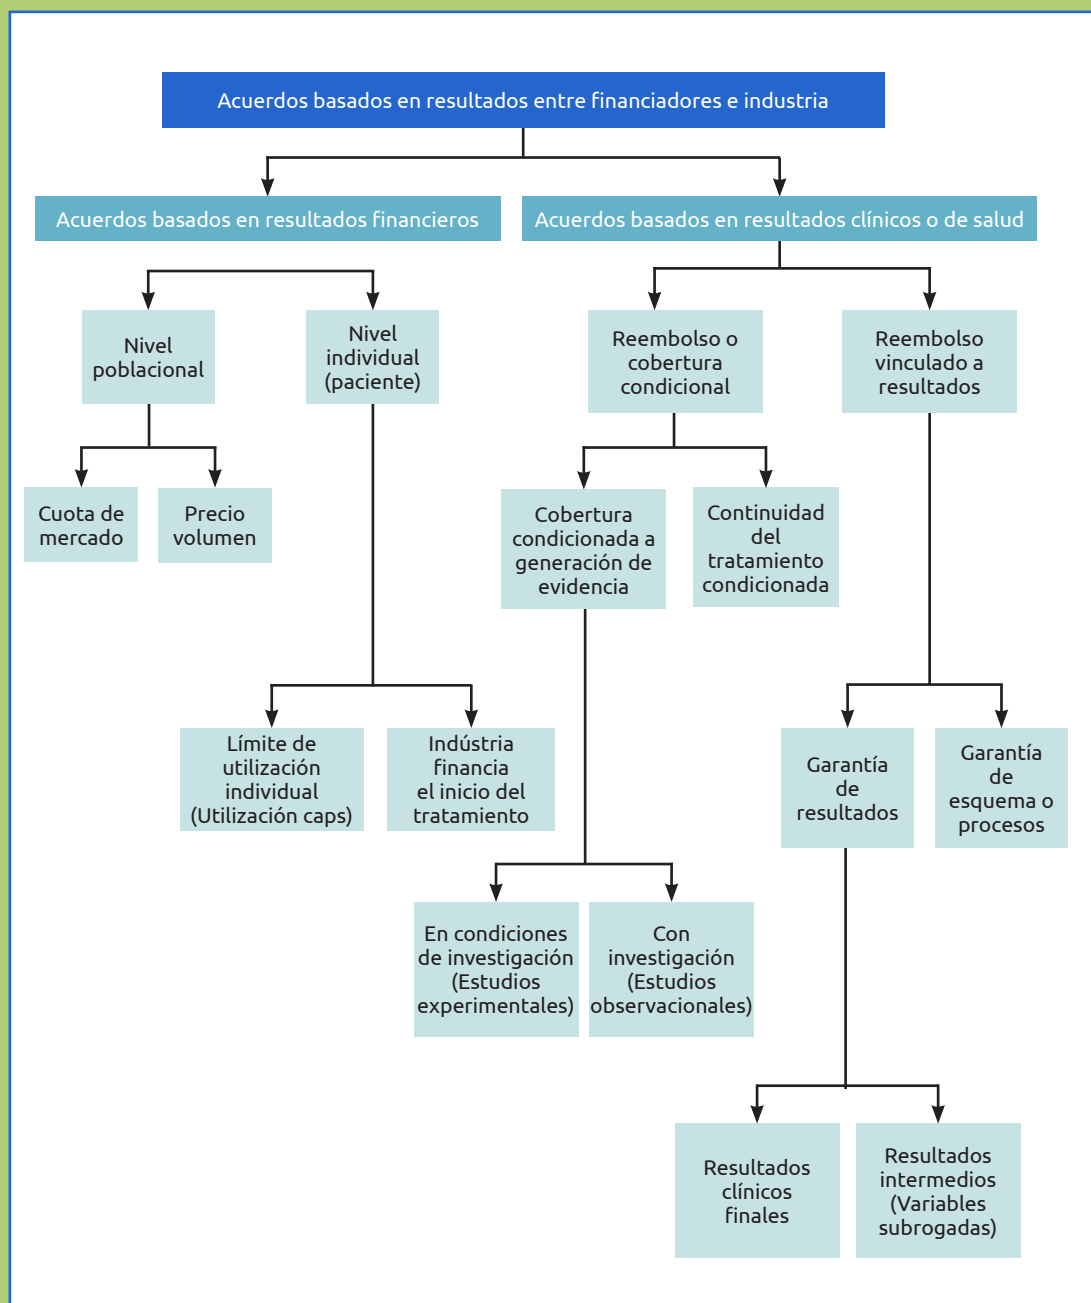 Acuerdos basados en resultados entre financiadores e industria
Acuerdos basados en resultados financieros
Acuerdos basados en resultados clínicos o de salud
Nivel
poblacional
Nivel
individual
(paciente)
Reembolso o
cobertura
condicional
Reembolso
vinculado a
resultados
Cuota de
mercado
Precio
volumen
Cobertura
condicionada a
generación de
evidencia
Continuidad
del
tratamiento
condicionada
Límite de
utilización
individual
(Utilización caps)
Indústria
financia
el inicio del
tratamiento
Garantía
de
resultados
Garantía
de
esquema o
procesos
En condiciones
de investigación
(Estudios
experimentales)
Con
investigación
(Estudios
observacionales)
Resultados
clínicos
finales
Resultados
intermedios
(Variables
subrogadas)